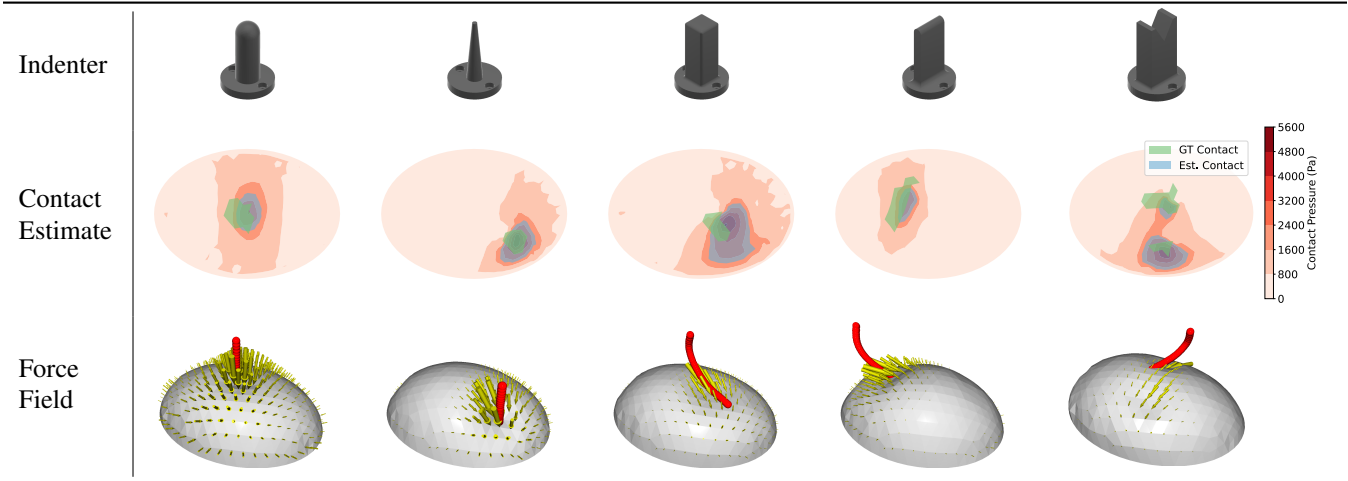 Indenter
Contact
Estimate
GT Contact
Est. Contact
5600
4800
4000
3200
2400
1600
800
0
Contact Pressure (Pa)
Force
Field